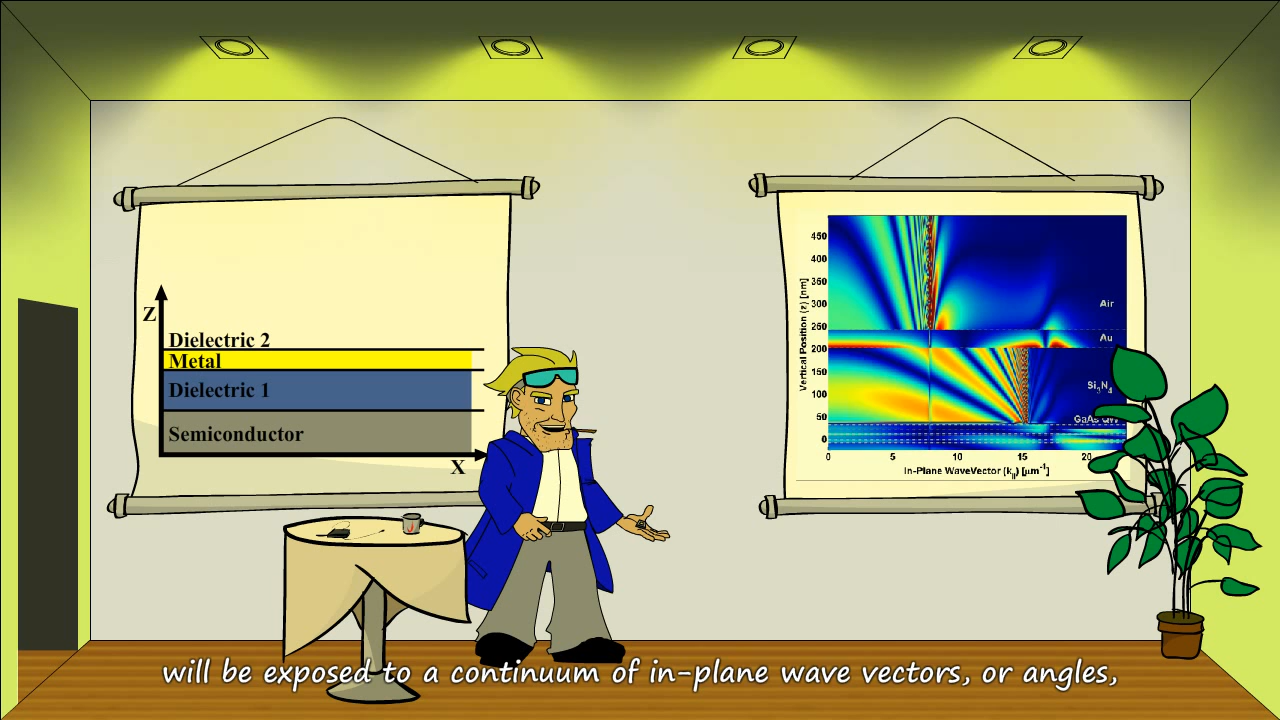 Z
Dielectric 2
Metal
Dielectric 1
Semiconductor
X
Vertical Position (z) [nm]
450
400
350
300
250
200
150
100
50
0
Air
Au
Si3N4
GaAs QW
0 5 10 15 20
In-Plane WaveVector (k||) [µm-1]
will be exposed to a continuum of in-plane wave vectors, or angles,